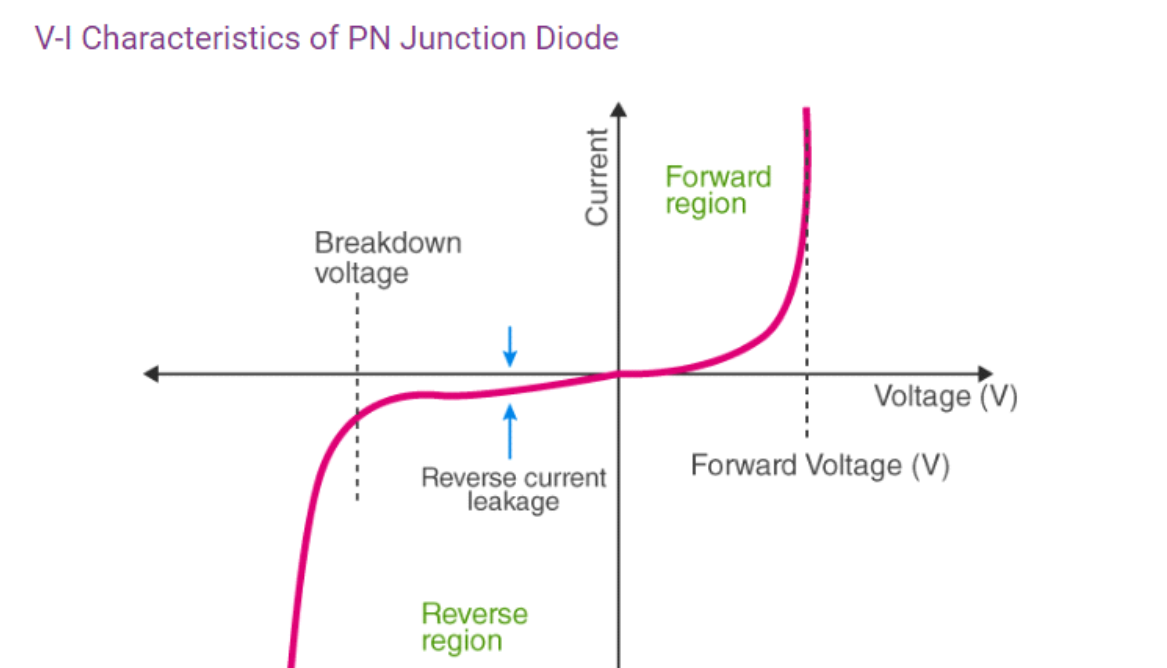 V-I Characteristics of PN Junction Diode
Current
Forward
region
Breakdown
voltage
Voltage (V)
Forward Voltage (V)
Reverse current
leakage
Reverse
region